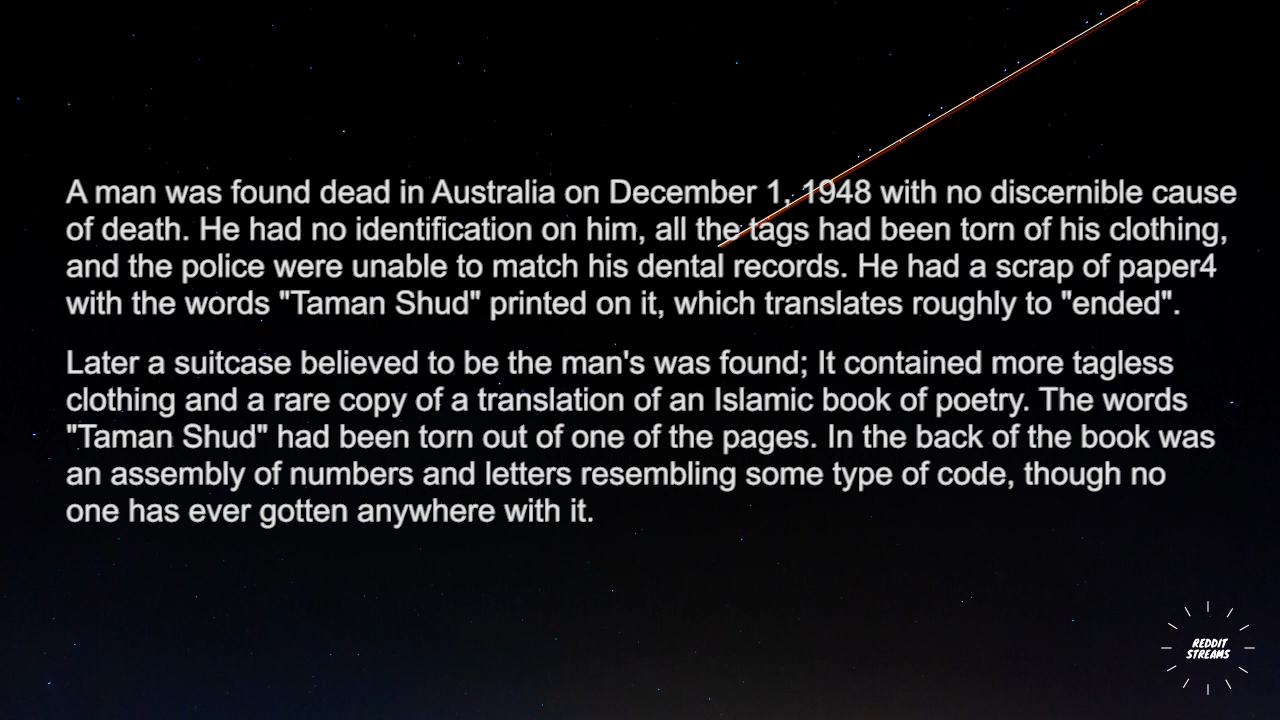 A man was found dead in Australia on December 1, 1948 with no discernible cause
of death. He had no identification on him, all the tags had been torn of his clothing,
and the police were unable to match his dental records. He had a scrap of paper4
with the words "Taman Shud" printed on it, which translates roughly to "ended".
Later a suitcase believed to be the man's was found; It contained more tagless
clothing and a rare copy of a translation of an Islamic book of poetry. The words
"Taman Shud" had been torn out of one of the pages. In the back of the book was
an assembly of numbers and letters resembling some type of code, though no
one has ever gotten anywhere with it.
REDDIT
STREAMS